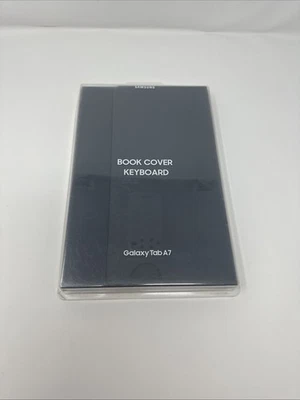 SAMSUNG
BOOK COVER
KEYBOARD
Galaxy Tab A7